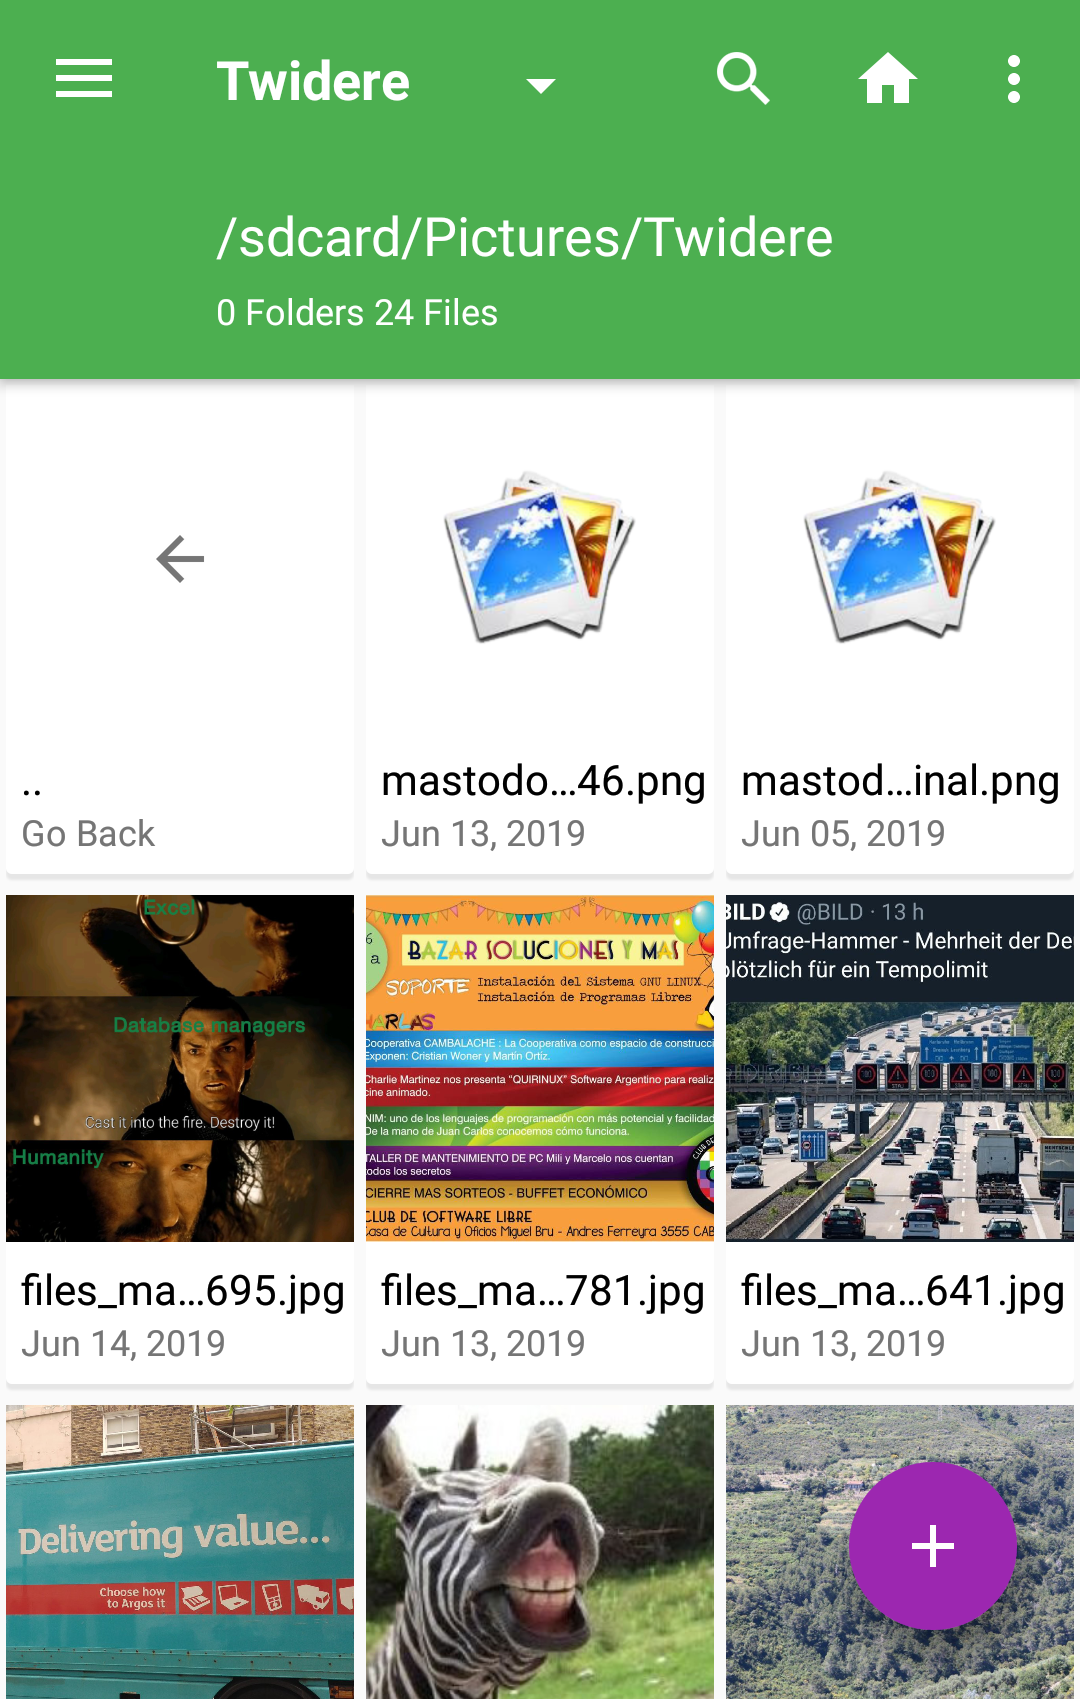 Twidere
/sdcard/Pictures/Twidere
0 Folders 24 Files
..
Go Back
mastodo...46.png
Jun 13, 2019
mastod...inal.png
Jun 05, 2019
Excel
Database managers
Cast it into the fire. Destroy it!
Humanity
files_ma...695.jpg
Jun 14, 2019
6
a
BAZAR SOLUCIONES Y MAS
SOPORTE
Instalación del Sistema GNU LINUX
Instalación de Programas Libres
HARLAS
Cooperativa CAMBALACHE : La Cooperativa como espacio de construcci
Exponen: Cristian Woner y Martín Ortiz.
Charlie Martinez nos presenta "QUIRINUX" Software Argentino para realiz
cine animado.
NIM: uno de los lenguajes de programación con más potencial y facilidad
De la mano de Juan Carlos conocemos cómo funciona.
TALLER DE MANTENIMIENTO DE PC Mili y Marcelo nos cuentan
todos los secretos
CIERRE MAS SORTEOS - BUFFET ECONÓMICO
CLUB DE SOFTWARE LIBRE
Casa de Cultura y Oficios Miguel Bru - Andres Ferreyra 3555 CAB
CLUB DE
files_ma...781.jpg
Jun 13, 2019
BILD @BILD · 13 h
Umfrage-Hammer - Mehrheit der De
plötzlich für ein Tempolimit
files_ma...641.jpg
Jun 13, 2019
Delivering value...
Choose how
to Argos it